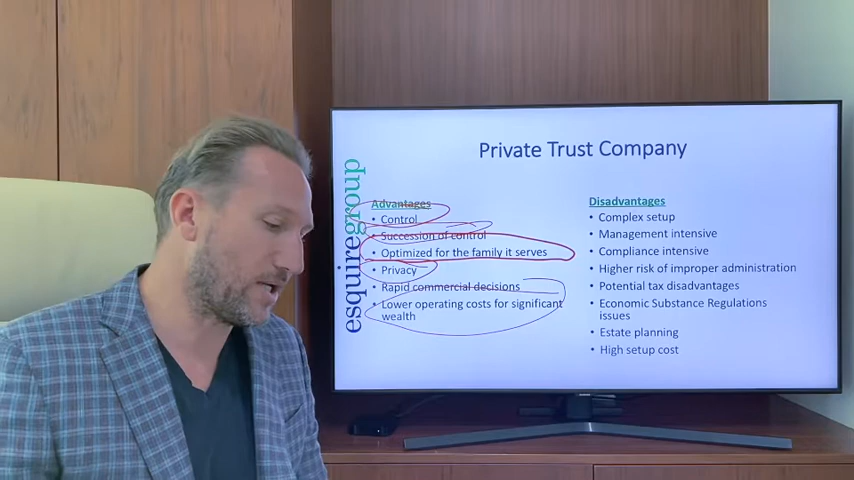 Private Trust Company
esquiregroup
Advantages
• Control
• Succession of control
• Optimized for the family it serves
• Privacy
• Rapid commercial decisions
• Lower operating costs for significant
wealth
Disadvantages
• Complex setup
• Management intensive
• Compliance intensive
• Higher risk of improper administration
• Potential tax disadvantages
• Economic Substance Regulations
issues
• Estate planning
• High setup cost